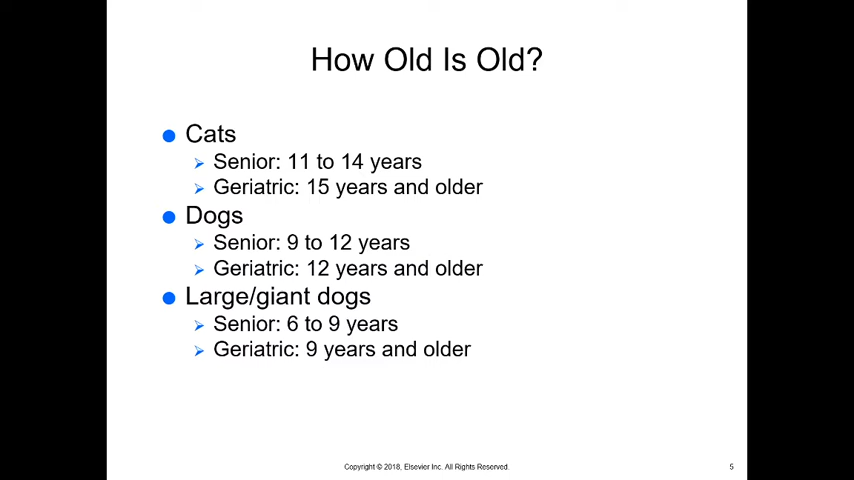 How Old Is Old?
Cats
Senior: 11 to 14 years
Geriatric: 15 years and older
Dogs
Senior: 9 to 12 years
Geriatric: 12 years and older
Large/giant dogs
Senior: 6 to 9 years
Geriatric: 9 years and older
Copyright © 2018, Elsevier Inc. All Rights Reserved.
5